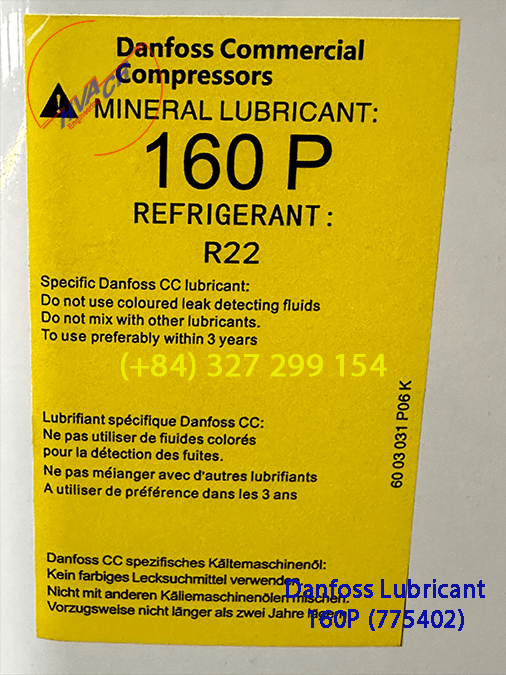 Danfoss Commercial
Compressors
HVACR
MINERAL LUBRICANT:
160 P
REFRIGERANT :
R22
Specific Danfoss CC lubricant:
Do not use coloured leak detecting fluids
Do not mix with other lubricants.
To use preferably within 3 years
(+84) 327 299 154
Lubrifiant spécifique Danfoss CC:
Ne pas utiliser de fluides colorés
pour la détection des fuites.
Ne pas mélanger avec d'autres lubrifiants
A utiliser de préférence dans les 3 ans
60 03 031 P06 K
Danfoss CC spezifisches Kältemaschinenöl:
Kein farbiges Lecksuchmittel verwenden
Nicht mit anderen Källemaschinenölen mischen.
Vorzugsweise nicht länger als zwei Jahre
Danfoss Lubricant
160P (775402)